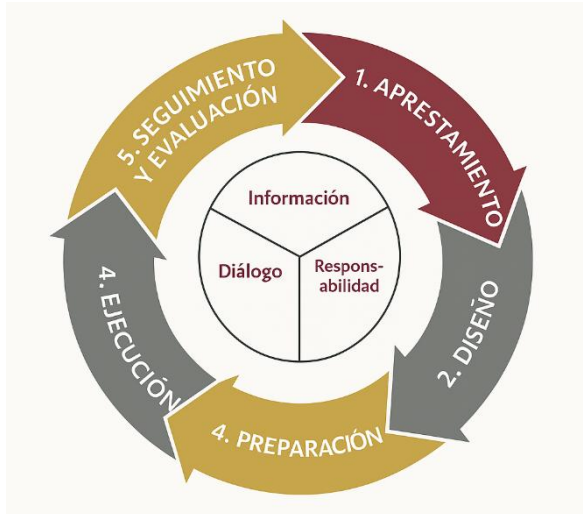 1. APRESTAMIENTO
2. DISEÑO
4. PREPARACIÓN
4. EJECUCIÓN
5. SEGUIMIENTO
Y EVALUACIÓN
Información
Diálogo
Respons-
abilidad